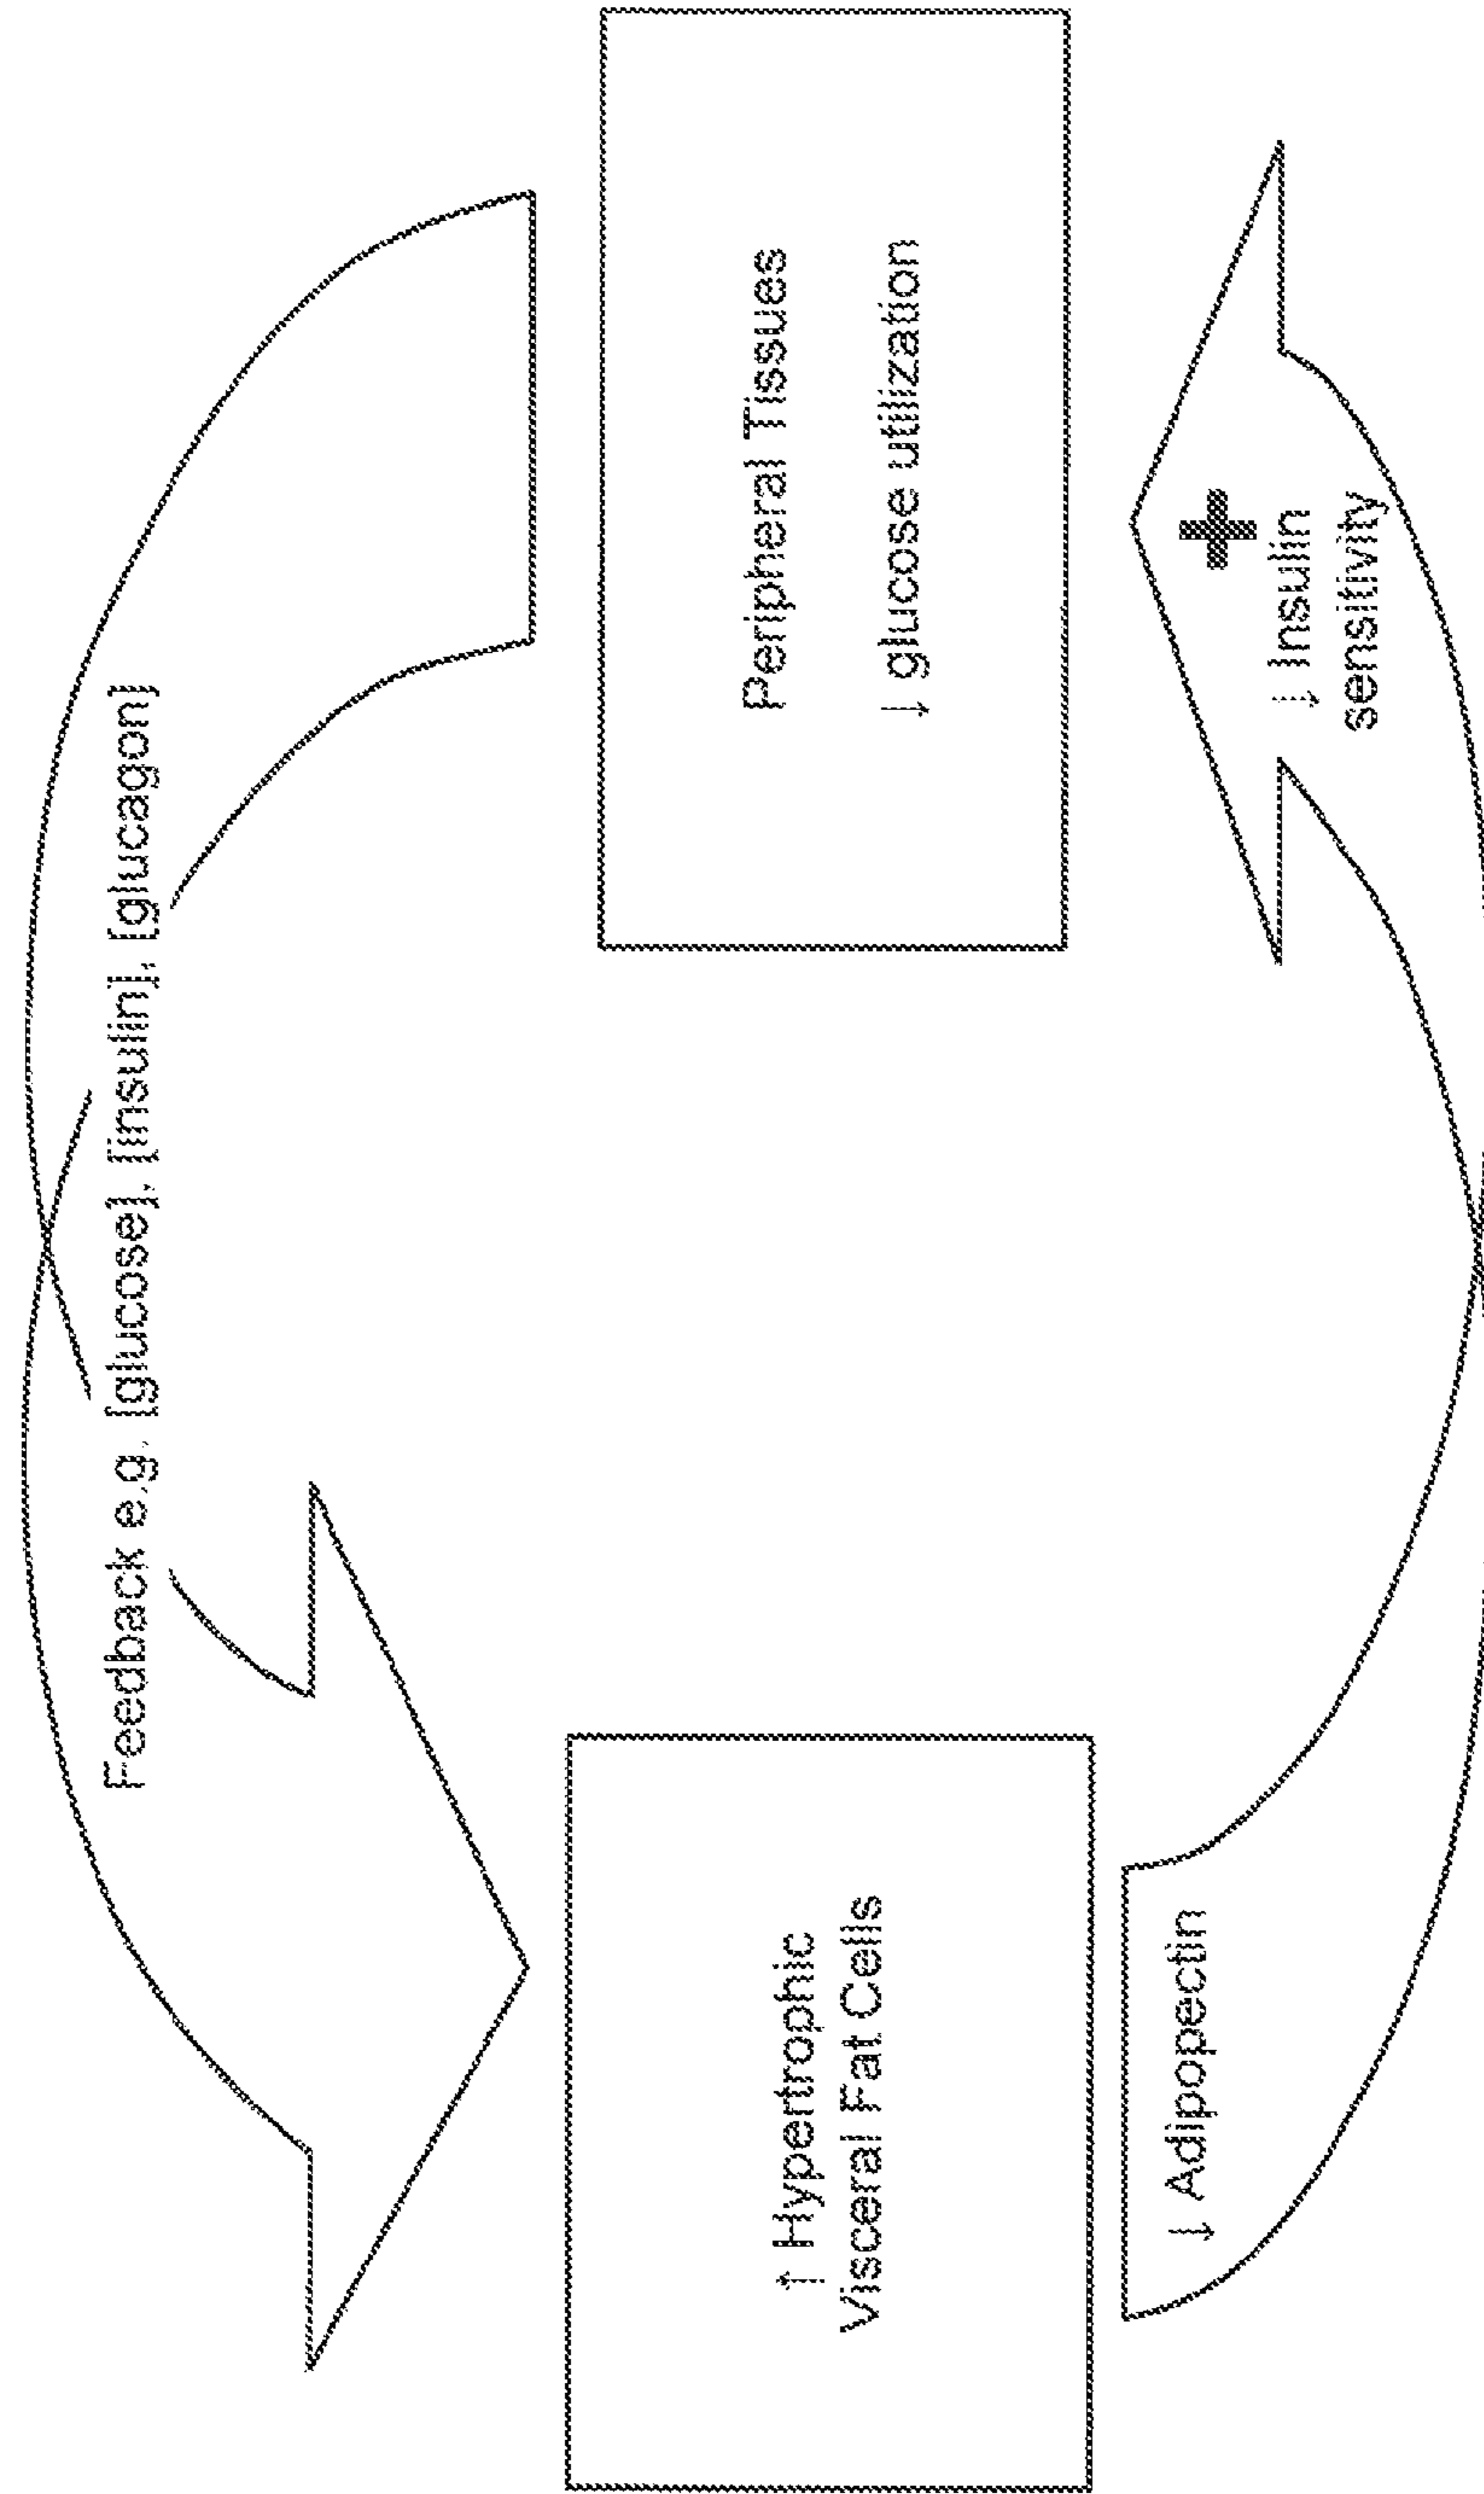 Feedback e.g. [glucose], [insulin], [glucagon]
↑ Hypertrophic
Visceral Fat Cells
Peripheral Tissues
↓ glucose utilization
↓ Adipopectin
+
↓ Insulin
sensitivity